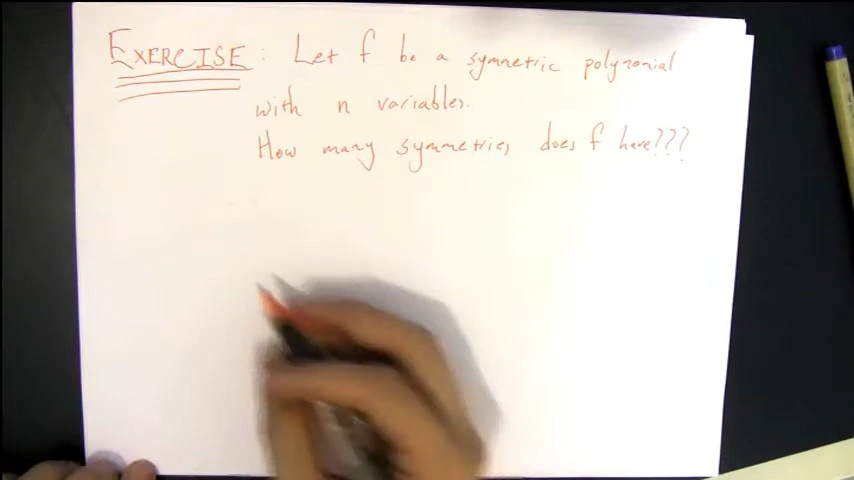 EXERCISE: Let f be a symmetric polynomial
with n variables.
How many symmetries does f have???